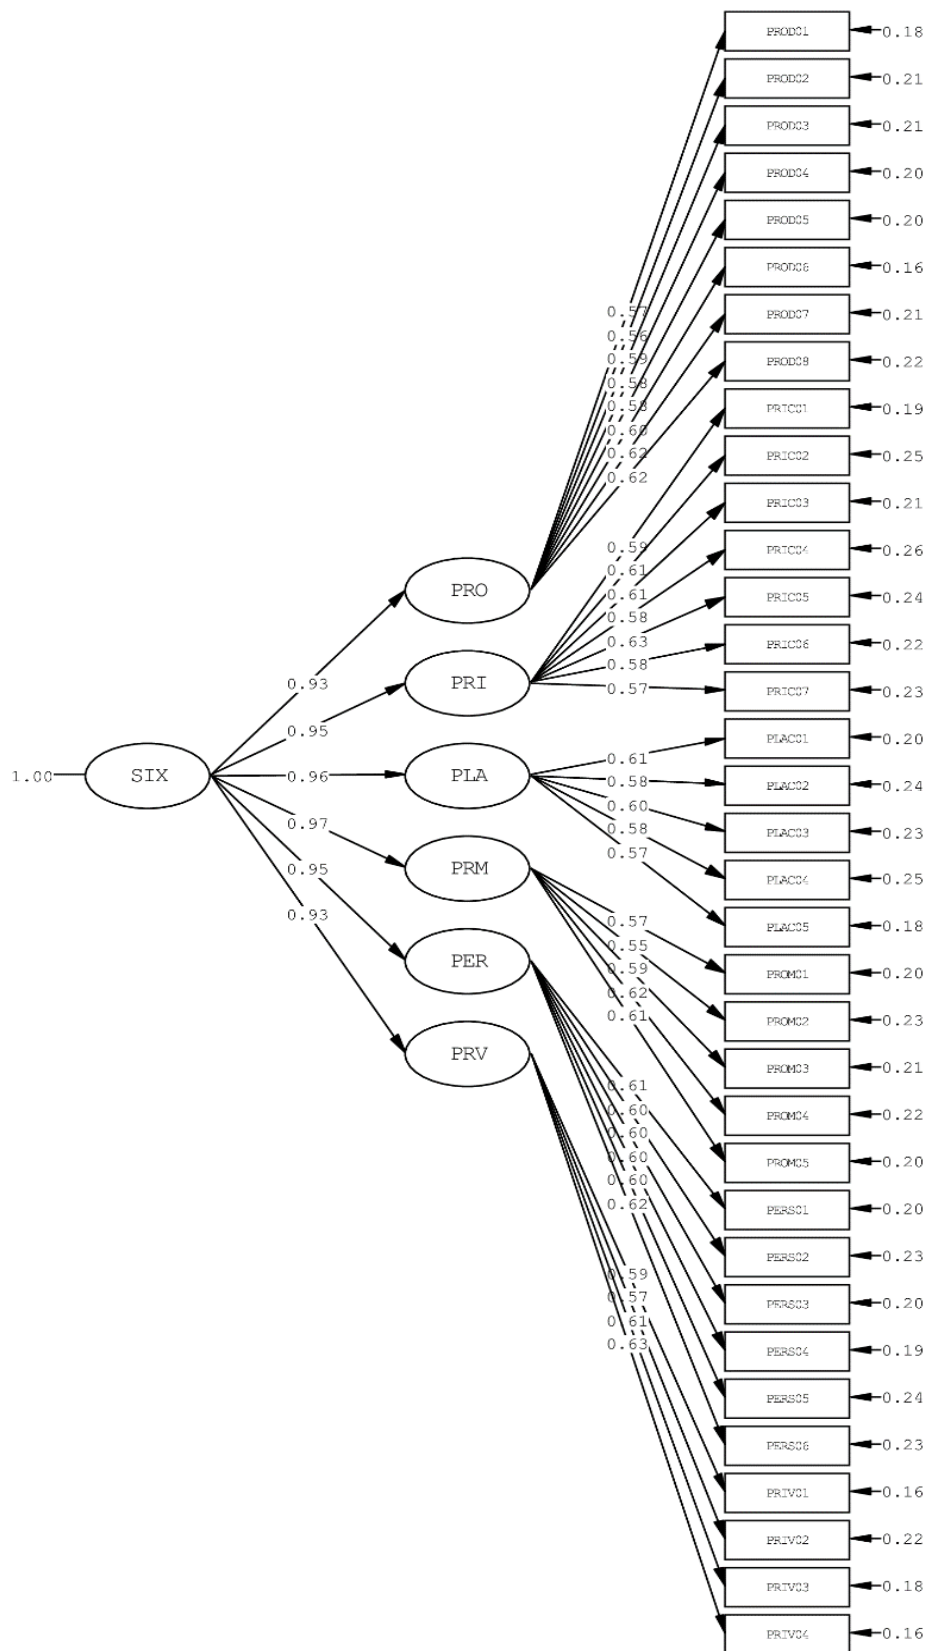 PROD01 0.18
PROD02 0.21
PROD03 0.21
PROD04 0.20
PROD05 0.20
PROD06 0.16
0.57
PROD07 0.21
0.56
0.59
PROD08 0.22
0.58
0.58
PRIC01 0.19
0.60
0.62
PRIC02 0.25
0.62
PRIC03 0.21
0.59
PRIC04 0.26
0.61
PRO
0.61
PRIC05 0.24
0.58
0.63
PRIC06 0.22
0.58
0.93
PRI
0.57
PRIC07 0.23
0.95
PLAC01 0.20
0.61
1.00
SIX
0.96
PLA
0.58
PLAC02 0.24
0.60
0.97
0.58
PLAC03 0.23
0.57
0.95
PRM
PLAC04 0.25
0.93
0.57
PLAC05 0.18
0.55
PER
0.59
PROM01 0.20
0.62
0.61
PROM02 0.23
PRV
PROM03 0.21
0.61
0.60
PROM04 0.22
0.60
0.60
PROM05 0.20
0.60
0.62
PERS01 0.20
PERS02 0.23
0.59
0.57
PERS03 0.20
0.61
0.63
PERS04 0.19
PERS05 0.24
PERS06 0.23
PRIV01 0.16
PRIV02 0.22
PRIV03 0.18
PRIV04 0.16